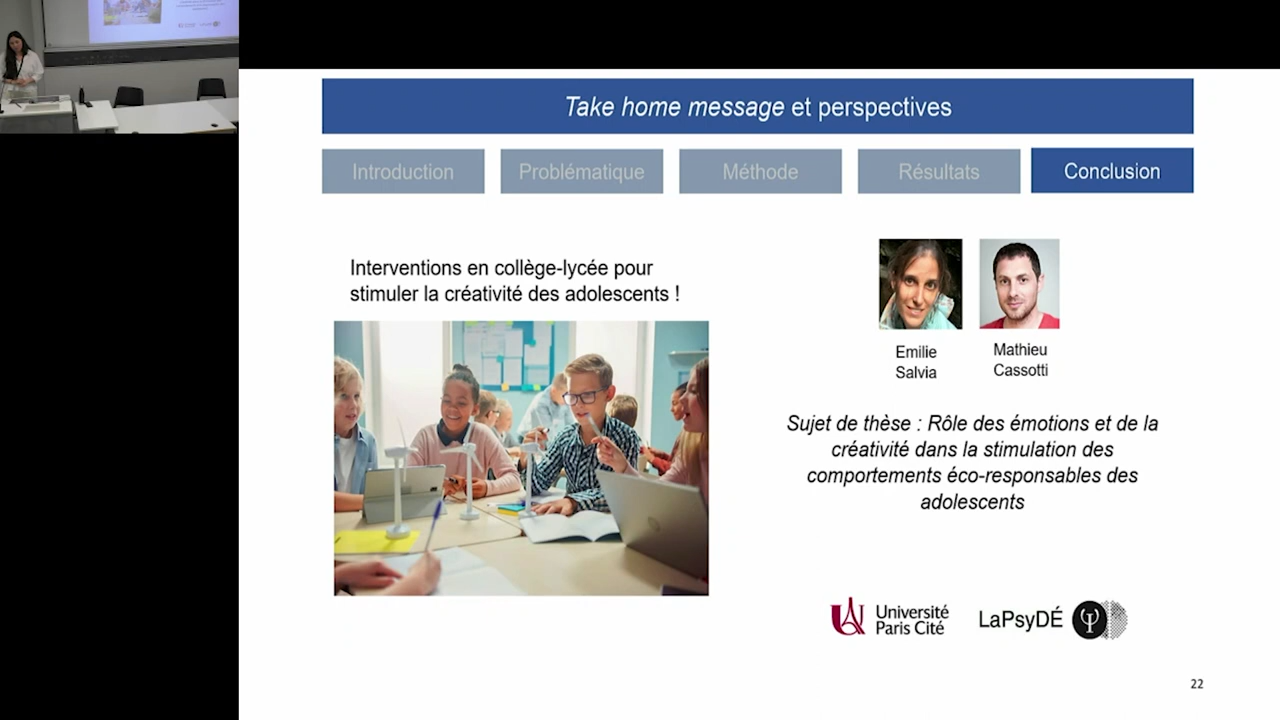 Take home message et perspectives
Introduction
Problématique
Méthode
Résultats
Conclusion
Interventions en collège-lycée pour
stimuler la créativité des adolescents !
Emilie
Salvia
Mathieu
Cassotti
Sujet de thèse : Rôle des émotions et de la
créativité dans la stimulation des
comportements éco-responsables des
adolescents
Université
Paris Cité
LaPsyDÉ
22